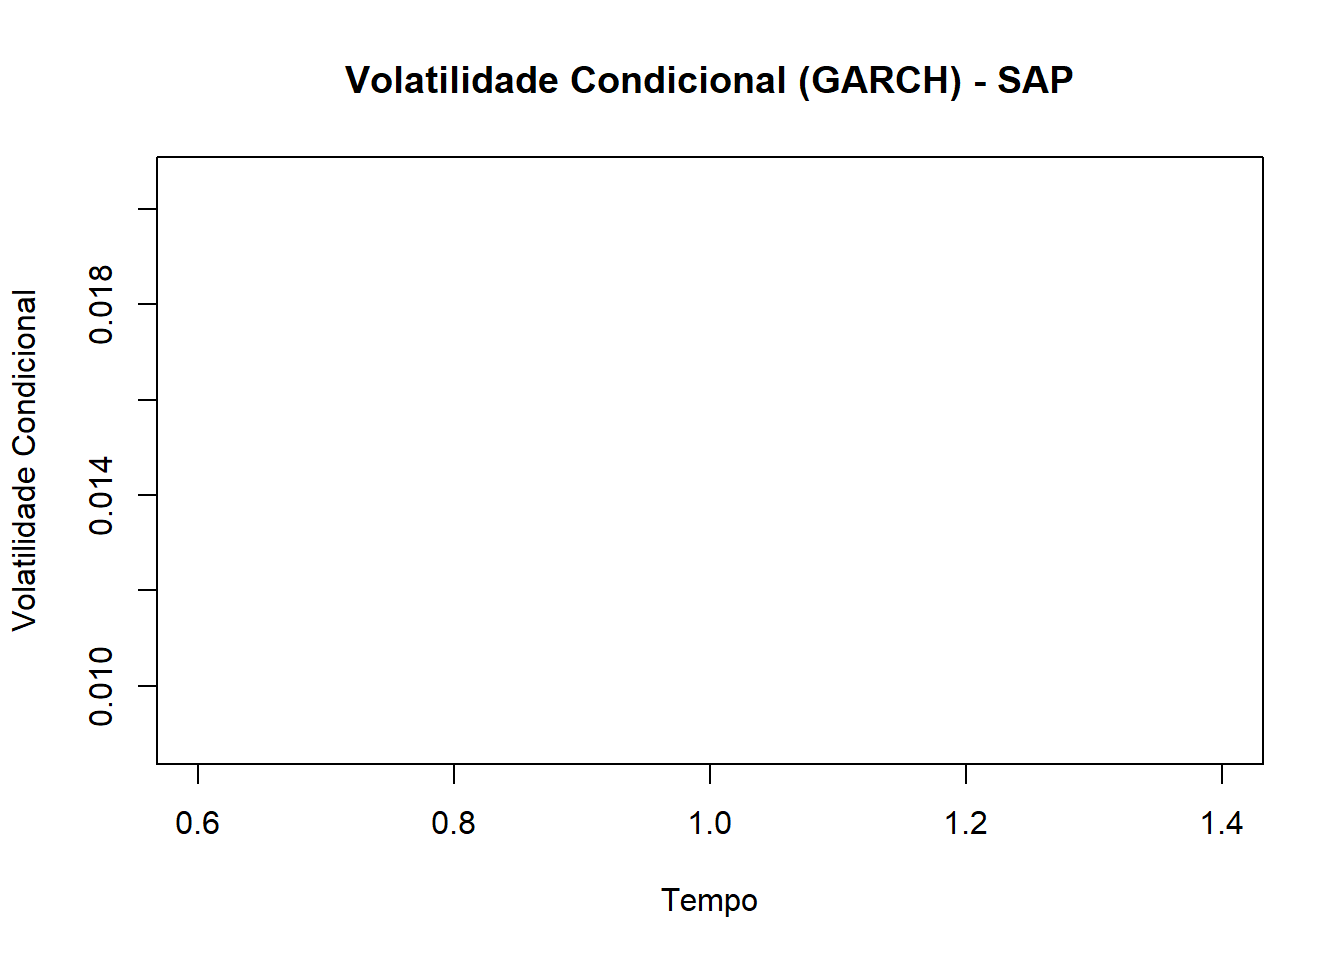 Volatilidade Condicional (GARCH) - SAP
Volatilidade Condicional
0.018
0.014
0.010
0.6 0.8 1.0 1.2 1.4
Tempo